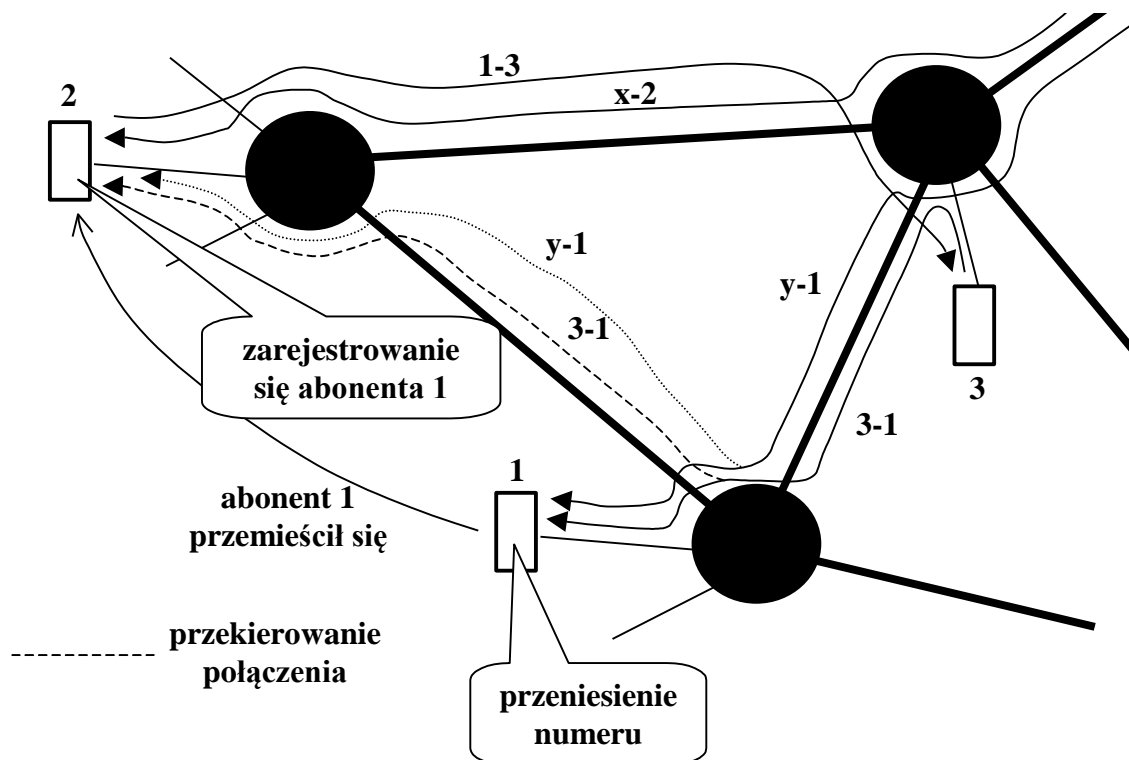 1-3
2
x-2
y-1
y-1
3-1
zarejestrowanie
się abonenta 1
3
3-1
1
abonent 1
przemieścił się
przekierowanie
połączenia
przeniesienie
numeru